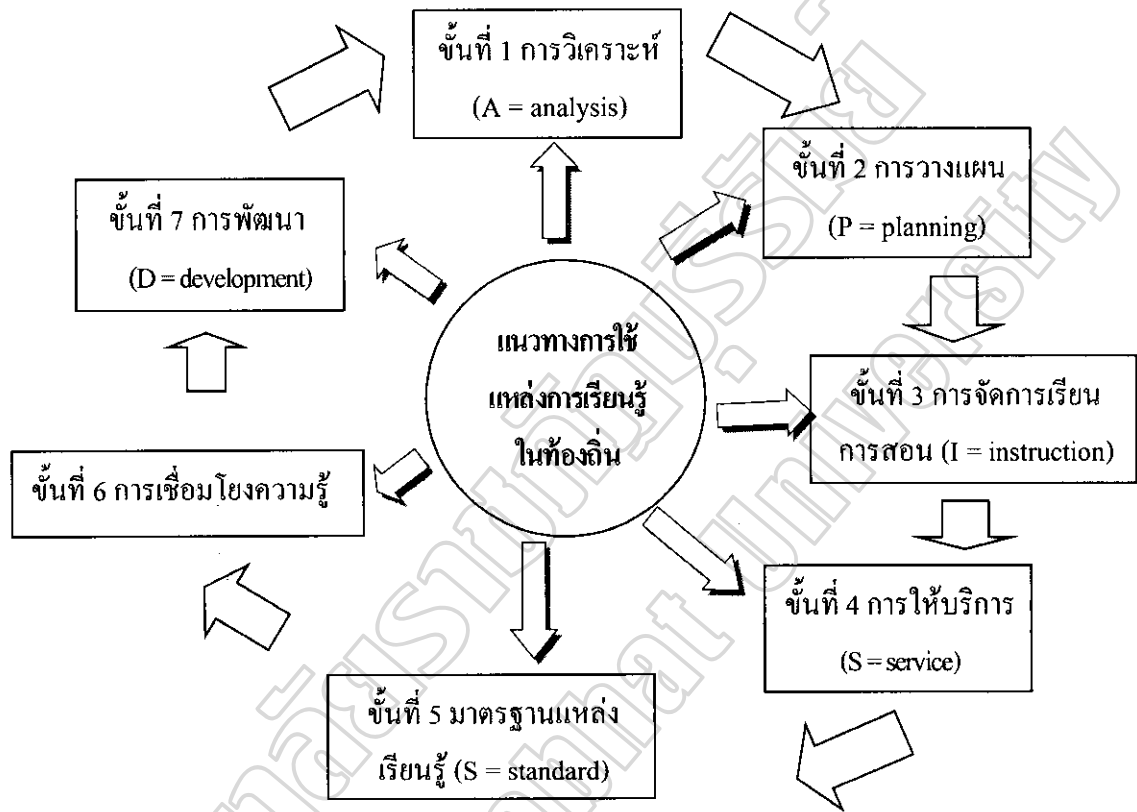 ขั้นที่ 1 การวิเคราะห์
(A = analysis)
ขั้นที่ 2 การวางแผน
(P = planning)
ขั้นที่ 3 การจัดการเรียน
การสอน (I = instruction)
ขั้นที่ 4 การให้บริการ
(S = service)
ขั้นที่ 5 มาตรฐานแหล่ง
เรียนรู้ (S = standard)
ขั้นที่ 6 การเชื่อมโยงความรู้
ขั้นที่ 7 การพัฒนา
(D = development)
แนวทางการใช้
แหล่งการเรียนรู้
ในท้องถิ่น
University